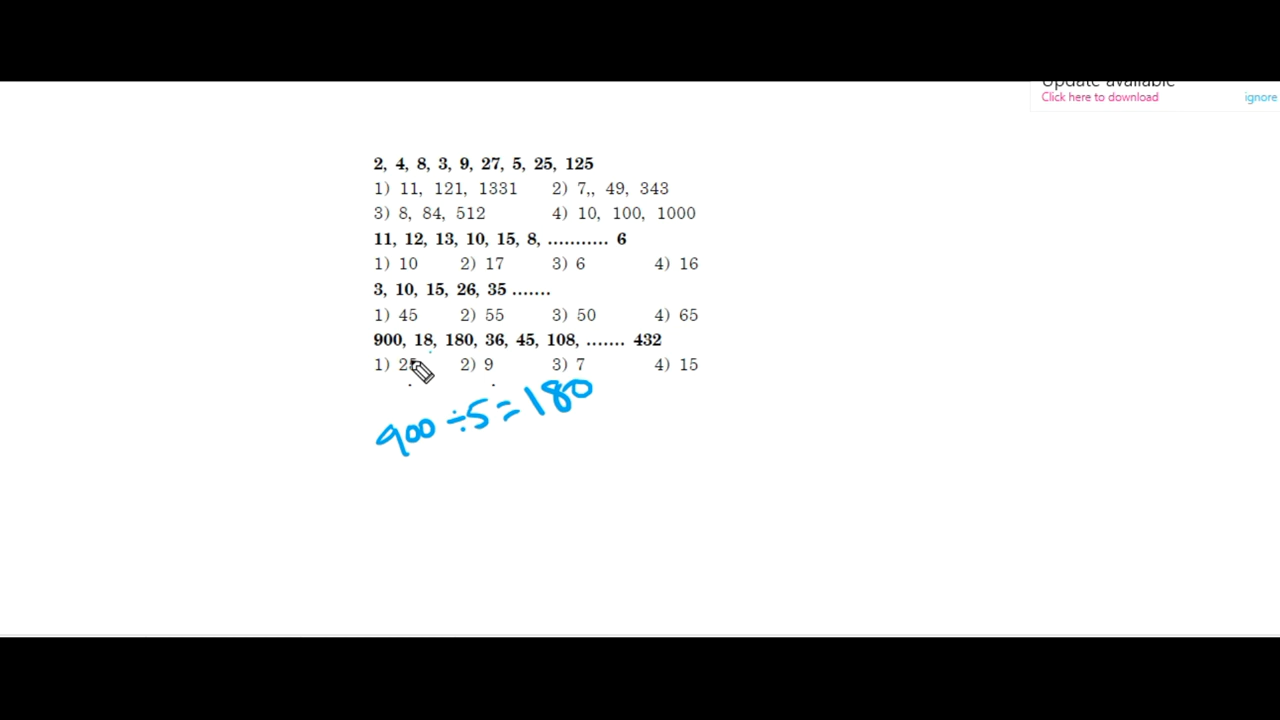 Update available
Click here to download ignore
2, 4, 8, 3, 9, 27, 5, 25, 125
1) 11, 121, 1331 2) 7,, 49, 343
3) 8, 84, 512 4) 10, 100, 1000
11, 12, 13, 10, 15, 8, ........... 6
1) 10 2) 17 3) 6 4) 16
3, 10, 15, 26, 35 .......
1) 45 2) 55 3) 50 4) 65
900, 18, 180, 36, 45, 108, ....... 432
1) 25 2) 9 3) 7 4) 15
900 ÷ 5 = 180